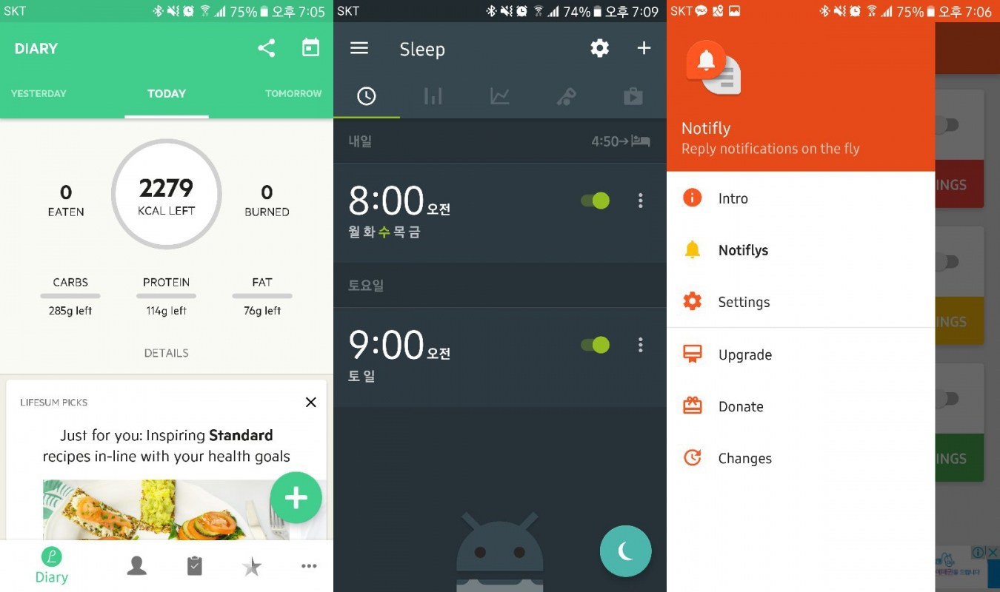 SKT 75% 오후 7:05
DIARY
YESTERDAY TODAY TOMORROW
0 EATEN
2279 KCAL LEFT
0 BURNED
CARBS PROTEIN FAT
285g left 114g left 76g left
DETAILS
LIFESUM PICKS
Just for you: Inspiring Standard
recipes in-line with your health goals
Diary
SKT 74% 오후 7:09
Sleep
내일 4:50→
8:00 오전
월 화 수 목 금
토요일
9:00 오전
토 일
SKT TALK 75% 오후 7:06
Notifly
Reply notifications on the fly
Intro
Notiflys
Settings
Upgrade
Donate
Changes
INGS
INGS
INGS